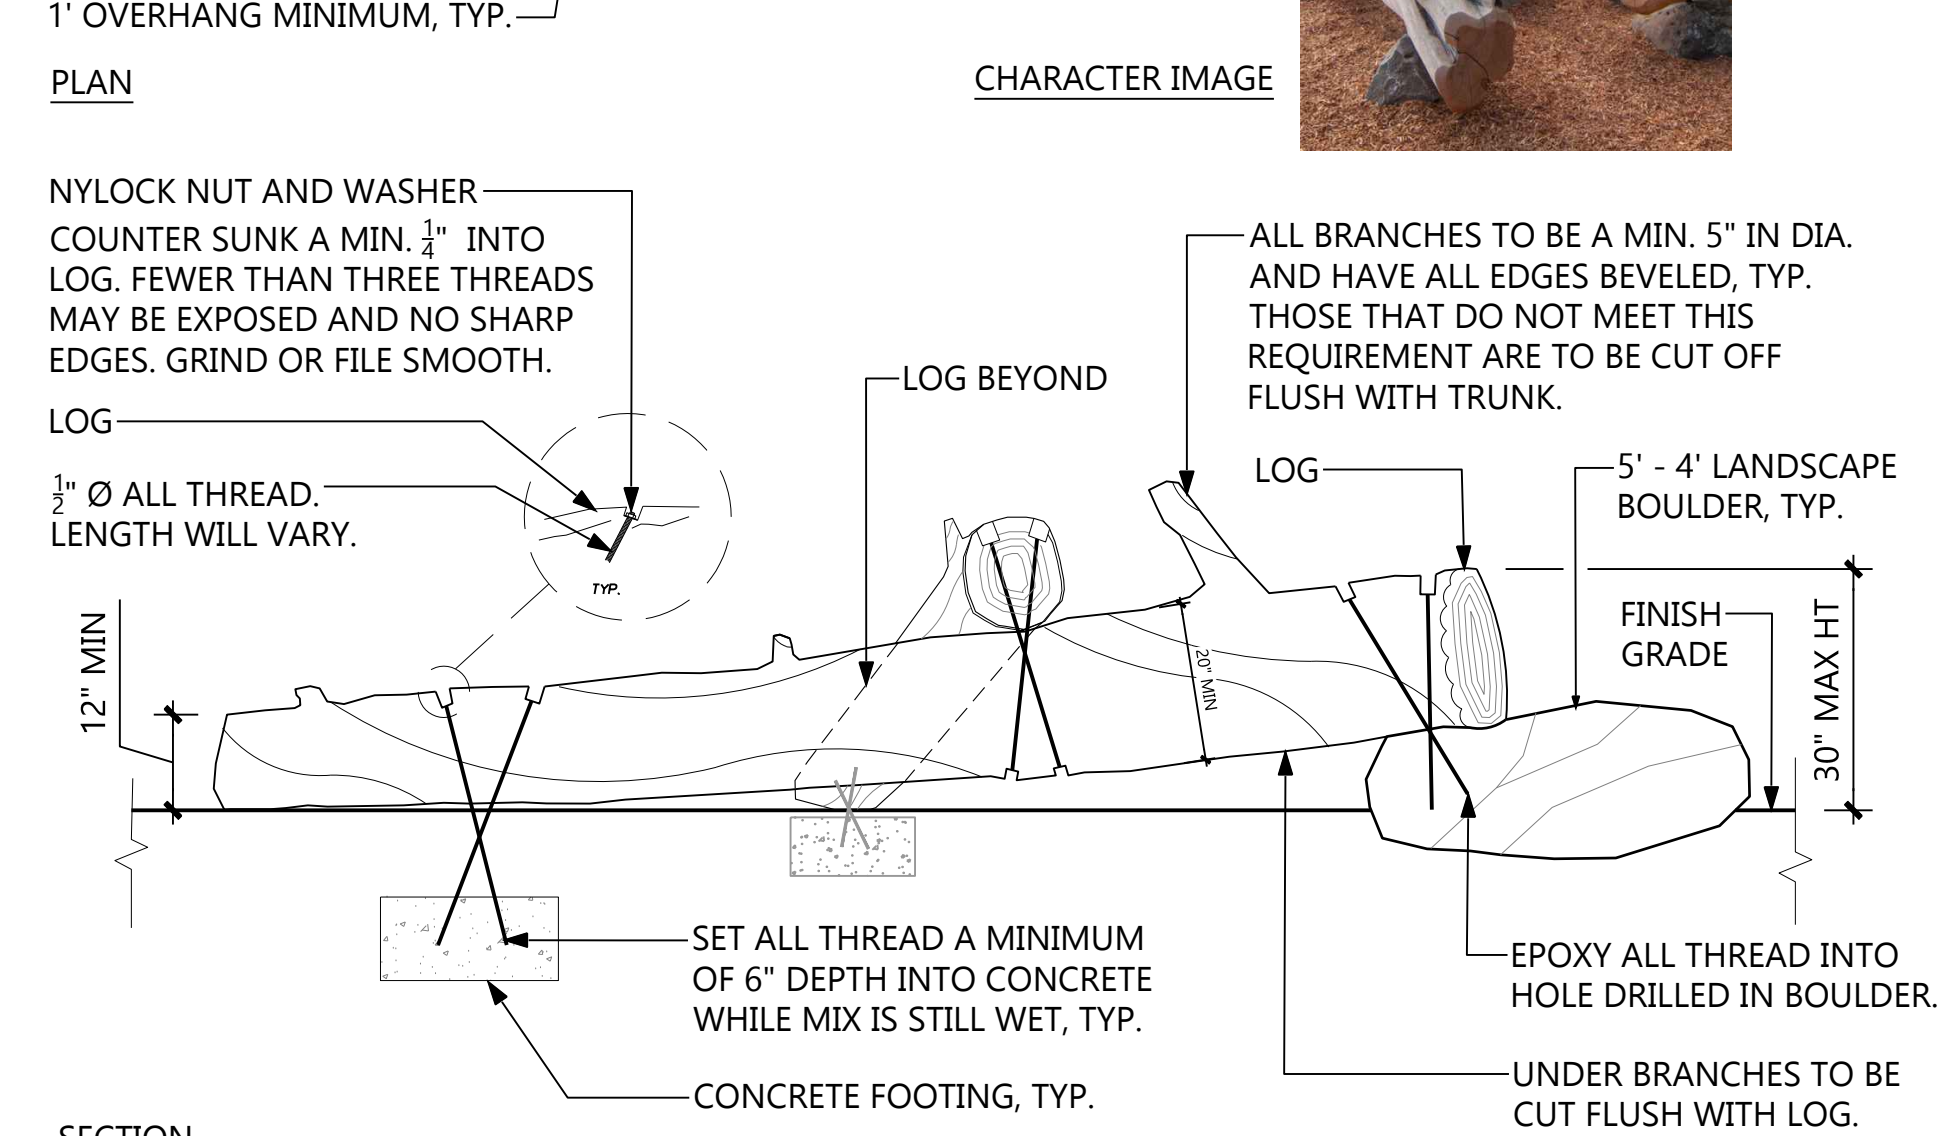 1' OVERHANG MINIMUM, TYP.
PLAN
CHARACTER IMAGE
NYLOCK NUT AND WASHER
COUNTER SUNK A MIN. 1/4" INTO
LOG. FEWER THAN THREE THREADS
MAY BE EXPOSED AND NO SHARP
EDGES. GRIND OR FILE SMOOTH.
LOG
1/2" Ø ALL THREAD.
LENGTH WILL VARY.
TYP.
12" MIN
LOG BEYOND
ALL BRANCHES TO BE A MIN. 5" IN DIA.
AND HAVE ALL EDGES BEVELED, TYP.
THOSE THAT DO NOT MEET THIS
REQUIREMENT ARE TO BE CUT OFF
FLUSH WITH TRUNK.
LOG
5' - 4' LANDSCAPE
BOULDER, TYP.
FINISH
GRADE
30" MAX HT
20" MIN
SET ALL THREAD A MINIMUM
OF 6" DEPTH INTO CONCRETE
WHILE MIX IS STILL WET, TYP.
CONCRETE FOOTING, TYP.
EPOXY ALL THREAD INTO
HOLE DRILLED IN BOULDER.
UNDER BRANCHES TO BE
CUT FLUSH WITH LOG.
SECTION